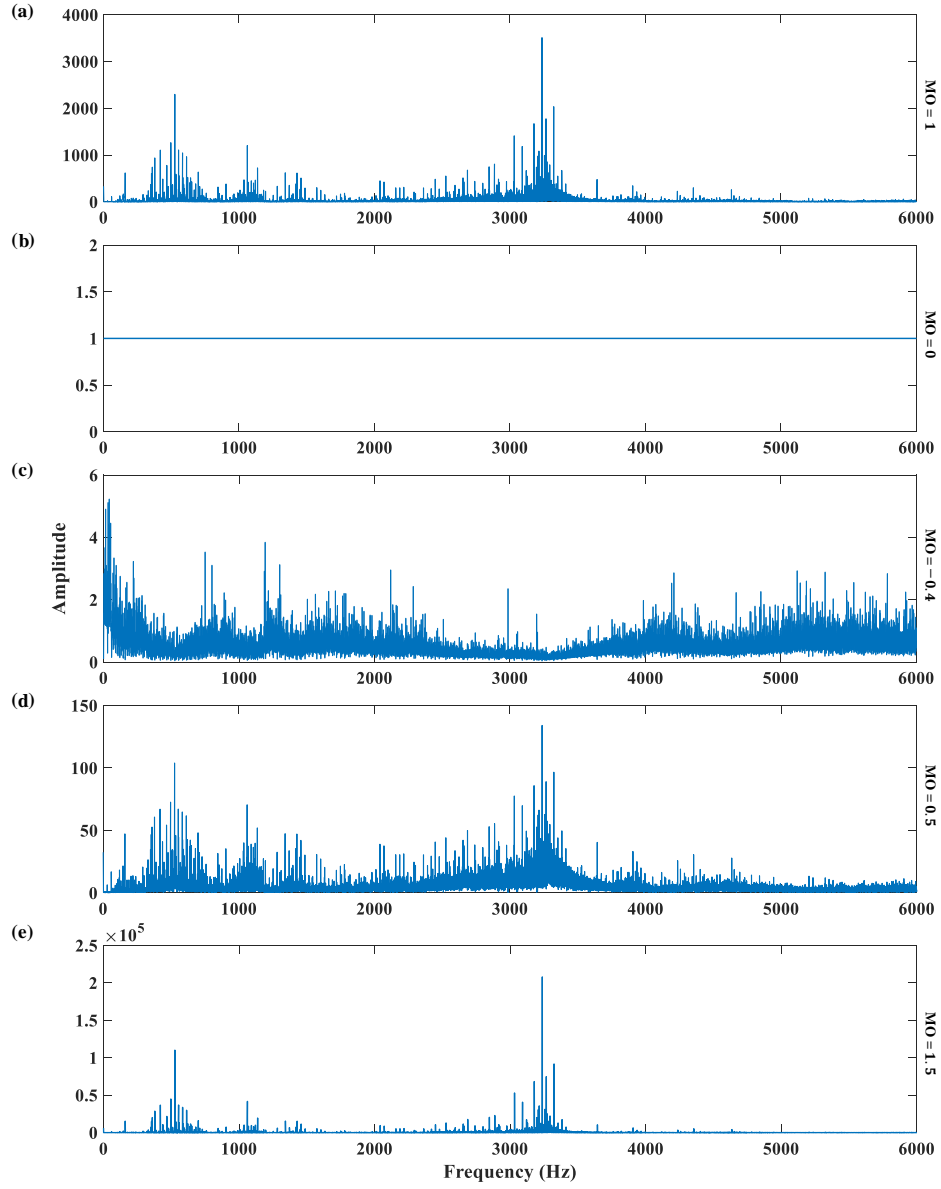 (a)
4000
3000
2000
1000
0
0 1000 2000 3000 4000 5000 6000
MO = 1
(b)
2
1.5
1
0.5
0
0 1000 2000 3000 4000 5000 6000
MO = 0
(c)
6
4
2
0
0 1000 2000 3000 4000 5000 6000
MO = −0.4
Amplitude
(d)
150
100
50
0
0 1000 2000 3000 4000 5000 6000
MO = 0.5
(e)
×10⁵
2.5
2
1.5
1
0.5
0
0 1000 2000 3000 4000 5000 6000
MO = 1.5
Frequency (Hz)